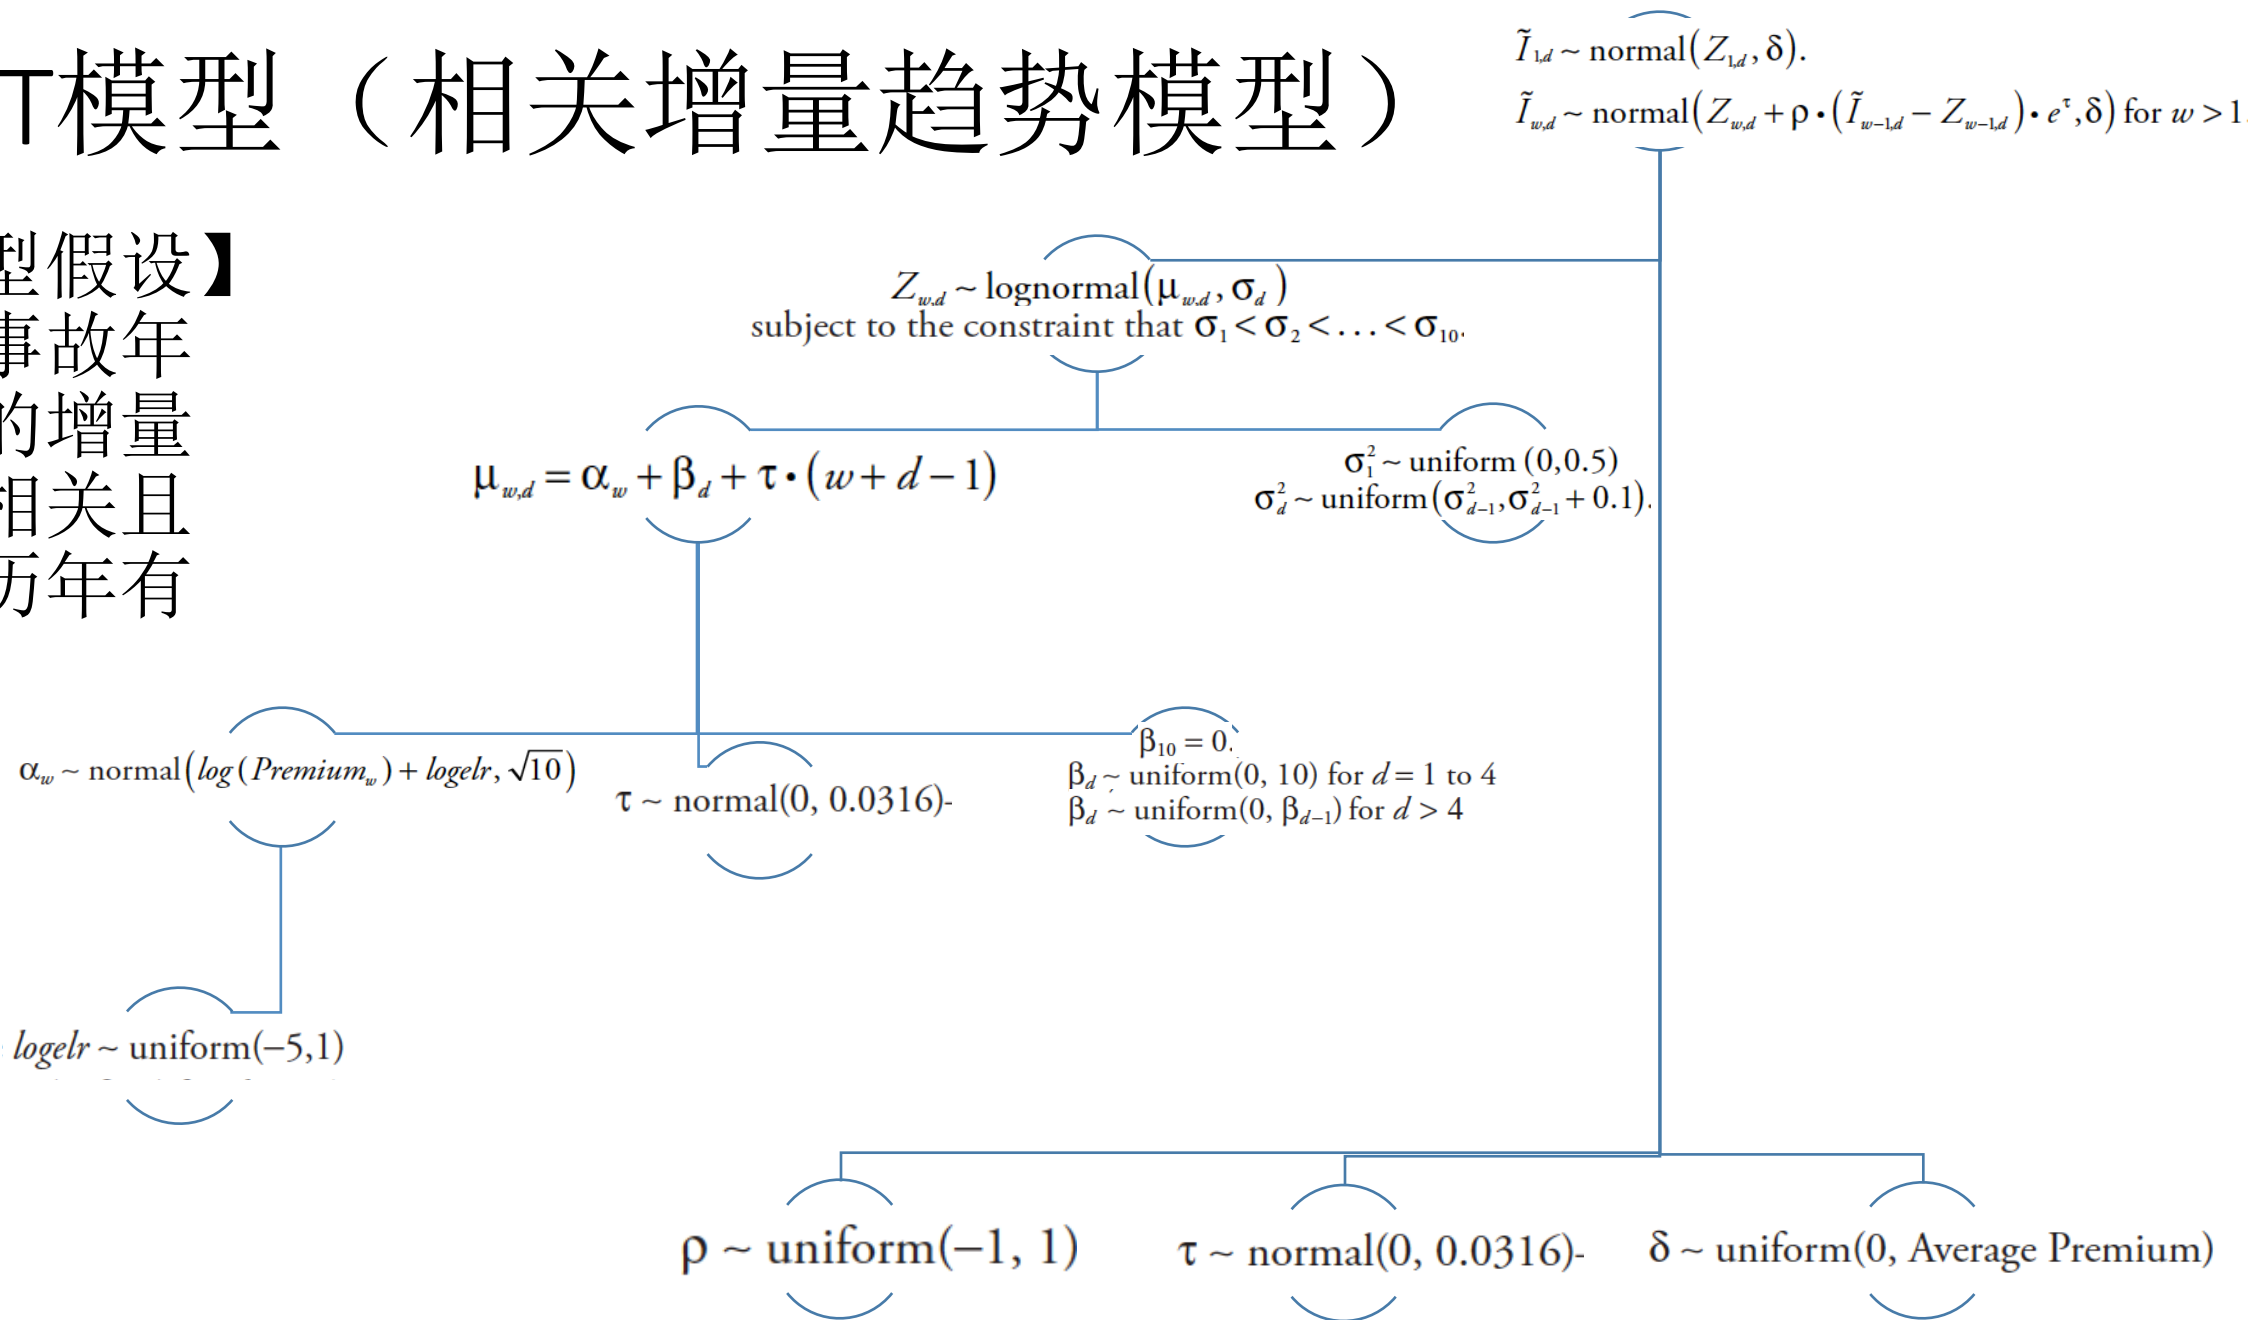 T模型（相关增量趋势模型）
Ĩ₁,d ~ normal(Z₁,d, δ).
Ĩw,d ~ normal(Zw,d + ρ • (Ĩw−1,d − Zw−1,d) • e^τ, δ) for w > 1.
型假设】
事故年
的增量
相关且
历年有
Zw,d ~ lognormal(μw,d, σd)
subject to the constraint that σ₁ < σ₂ < ... < σ₁₀.
μw,d = αw + βd + τ • (w + d − 1)
σ₁² ~ uniform (0,0.5)
σd² ~ uniform(σ²d−1, σ²d−1 + 0.1).
αw ~ normal(log(Premiumw) + logelr, √10)
τ ~ normal(0, 0.0316)-
β₁₀ = 0.
βd ~ uniform(0, 10) for d = 1 to 4
βd ~ uniform(0, βd−1) for d > 4
logelr ~ uniform(−5,1)
ρ ~ uniform(−1, 1)
τ ~ normal(0, 0.0316)-
δ ~ uniform(0, Average Premium)